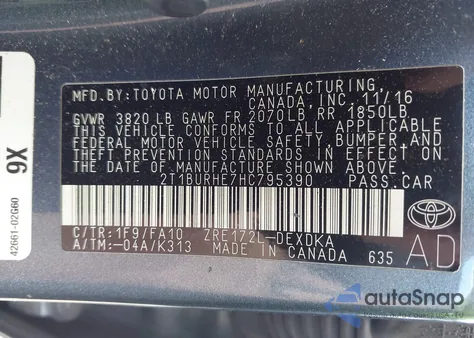 MFD.BY:TOYOTA MOTOR MANUFACTURING,
CANADA, INC. 11/16
GVWR 3820 LB GAWR FR 2070LB RR 1850LB
THIS VEHICLE CONFORMS TO ALL APPLICABLE
FEDERAL MOTOR VEHICLE SAFETY, BUMPER, AND
THEFT PREVENTION STANDARDS IN EFFECT ON
THE DATE OF MANUFACTURE SHOWN ABOVE.
2T1BURHE7HC795390 PASS.CAR
C/TR:1F9/FA10 ZRE172L-DEXDKA
A/TM:-04A/K313 MADE IN CANADA 635
AD
TOYOTA
9X
42661-02G60
autoSnap